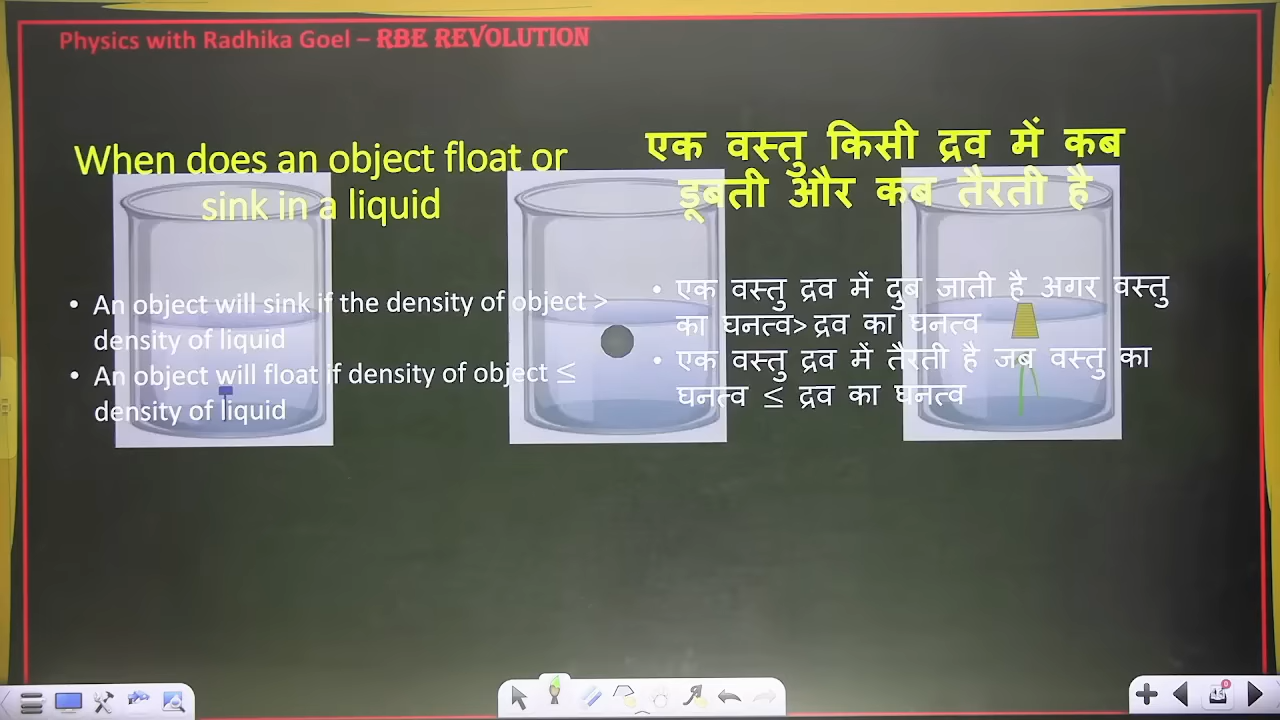 Physics with Radhika Goel – RBE REVOLUTION
When does an object float or
sink in a liquid
• An object will sink if the density of object >
density of liquid
• An object will float if density of object ≤
density of liquid
एक वस्तु किसी द्रव में कब
डूबती और कब तैरती है
• एक वस्तु द्रव में दुब जाती है अगर वस्तु
का घनत्व> द्रव का घनत्व
• एक वस्तु द्रव में तैरती है जब वस्तु का
घनत्व ≤ द्रव का घनत्व